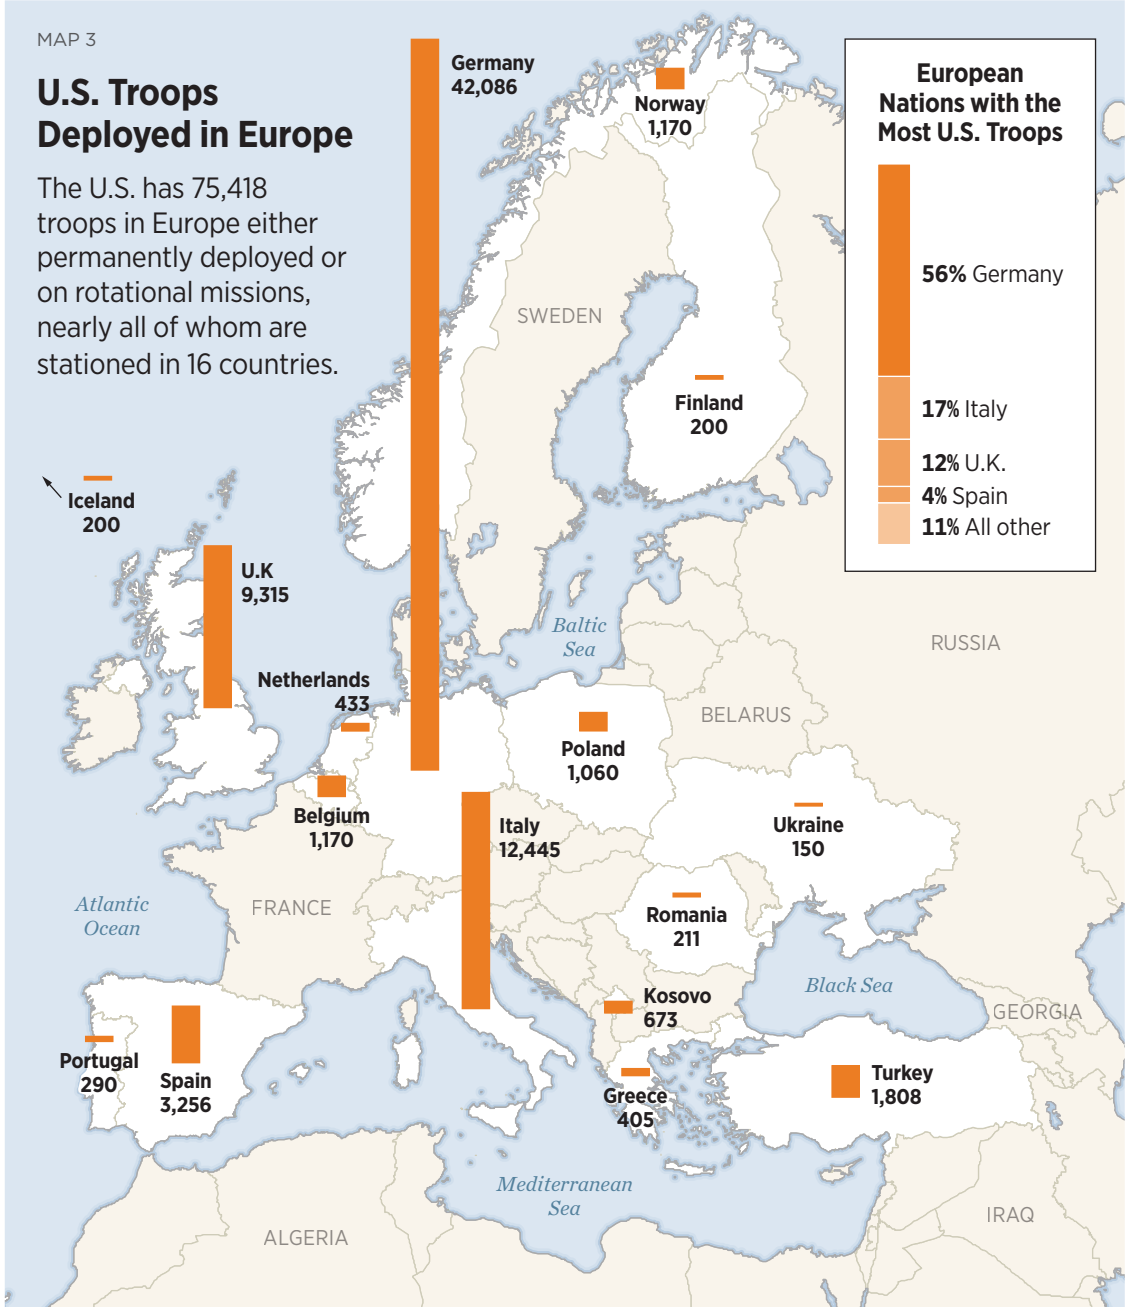 MAP 3
U.S. Troops
Deployed in Europe
The U.S. has 75,418
troops in Europe either
permanently deployed or
on rotational missions,
nearly all of whom are
stationed in 16 countries.
Germany
42,086
Norway
1,170
European
Nations with the
Most U.S. Troops
56% Germany
17% Italy
12% U.K.
4% Spain
11% All other
SWEDEN
Finland
200
Iceland
200
U.K
9,315
Baltic
Sea
RUSSIA
Netherlands
433
BELARUS
Poland
1,060
Belgium
1,170
Italy
12,445
Ukraine
150
Atlantic
Ocean
FRANCE
Romania
211
Black Sea
Kosovo
673
GEORGIA
Portugal
290
Spain
3,256
Greece
405
Turkey
1,808
Mediterranean
Sea
ALGERIA
IRAQ